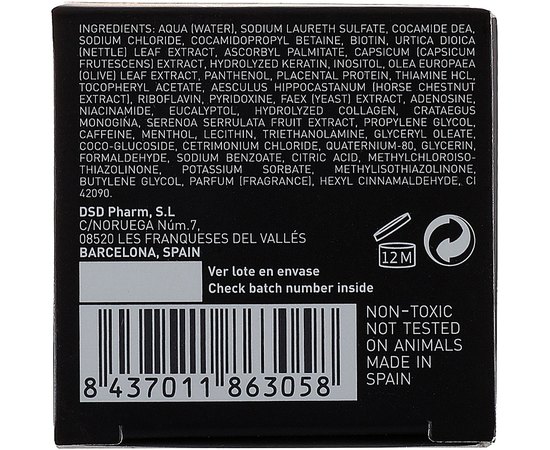 INGREDIENTS: AQUA (WATER), SODIUM LAURETH SULFATE, COCAMIDE DEA,
SODIUM CHLORIDE, COCAMIDOPROPYL BETAINE, BIOTIN, URTICA DIOICA
(NETTLE) LEAF EXTRACT, ASCORBYL PALMITATE, CAPSICUM (CAPSICUM
FRUTESCENS) EXTRACT, HYDROLYZED KERATIN, INOSITOL, OLEA EUROPAEA
(OLIVE) LEAF EXTRACT, PANTHENOL, PLACENTAL PROTEIN, THIAMINE HCL,
TOCOPHERYL ACETATE, AESCULUS HIPPOCASTANUM (HORSE CHESTNUT
EXTRACT), RIBOFLAVIN, PYRIDOXINE, FAEX (YEAST) EXTRACT, ADENOSINE,
NIACINAMIDE, EUCALYPTOL, HYDROLYZED COLLAGEN, CRATAEGUS
MONOGINA, SERENOA SERRULATA FRUIT EXTRACT, PROPYLENE GLYCOL,
CAFFEINE, MENTHOL, LECITHIN, TRIETHANOLAMINE, GLYCERYL OLEATE,
COCO-GLUCOSIDE, CETRIMONIUM CHLORIDE, QUATERNIUM-80, GLYCERIN,
FORMALDEHYDE, SODIUM BENZOATE, CITRIC ACID, METHYLCHLOROISO-
THIAZOLINONE, POTASSIUM SORBATE, METHYLISOTHIAZOLINONE,
BUTYLENE GLYCOL, PARFUM (FRAGRANCE), HEXYL CINNAMALDEHYDE, CI
42090.
DSD Pharm, S.L
C/NORUEGA Núm.7,
08520 LES FRANQUESES DEL VALLÉS
BARCELONA, SPAIN
12M
Ver lote en envase
Check batch number inside
NON-TOXIC
NOT TESTED
ON ANIMALS
MADE IN
SPAIN
8 437011 863058